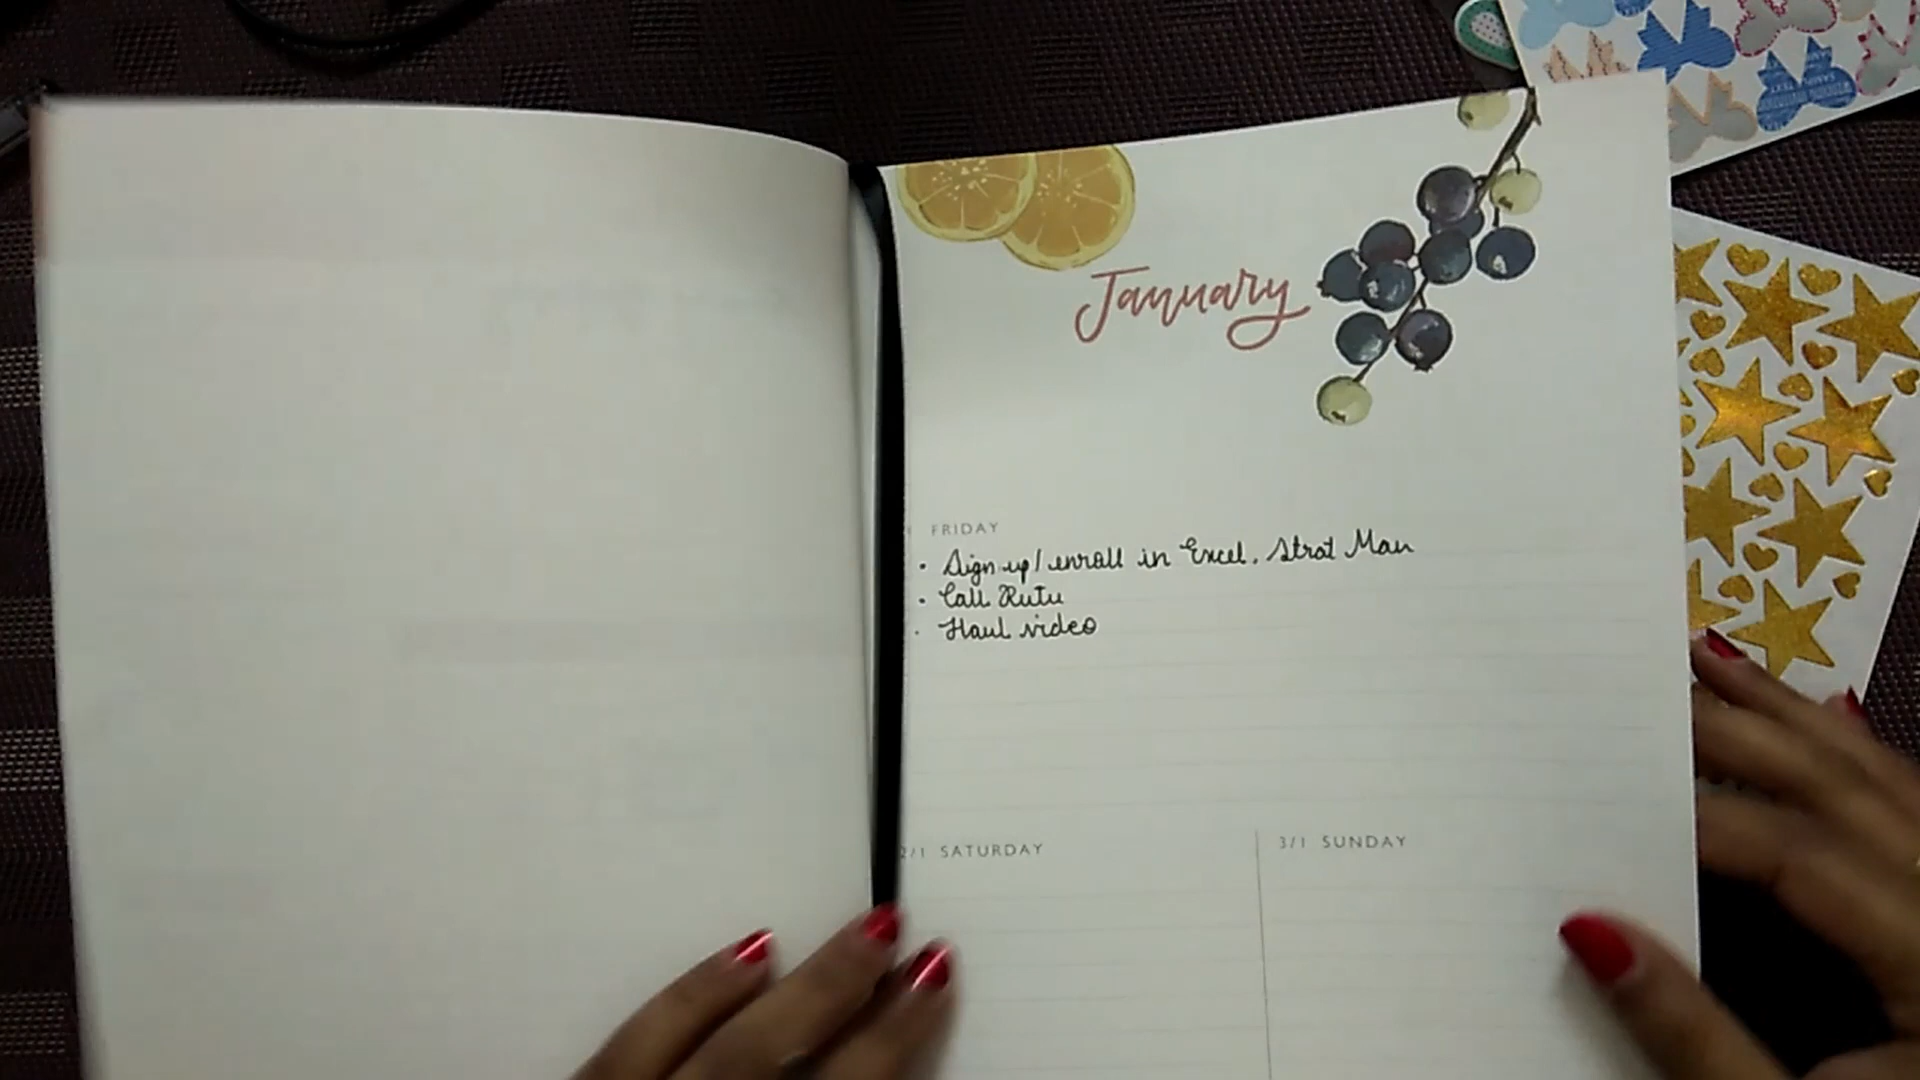 January
1 FRIDAY
• Sign up/enroll in Excel, Strat Man
• Call Rutu
• Haul video
2/1 SATURDAY
3/1 SUNDAY